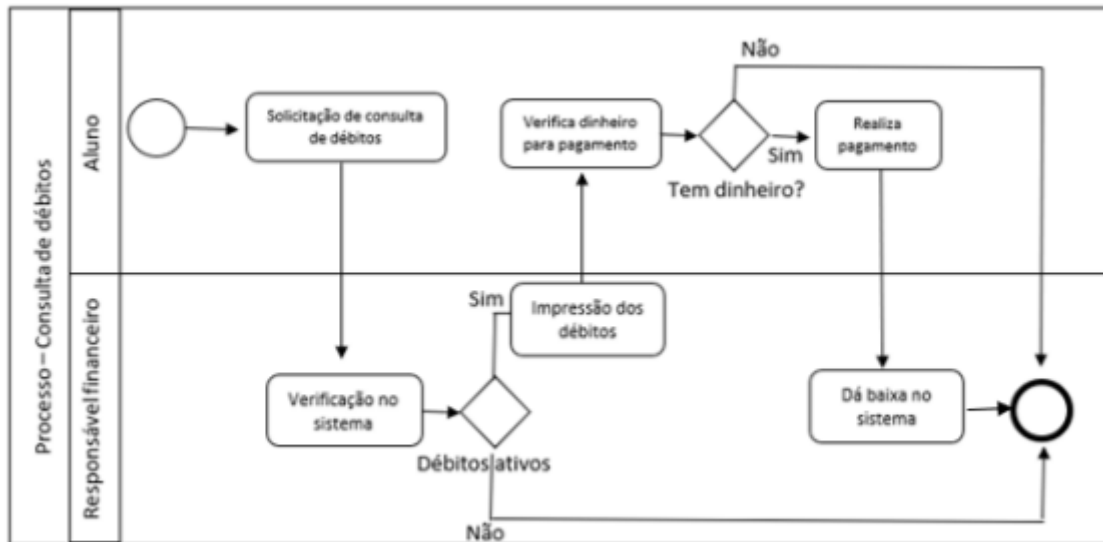 Processo – Consulta de débitos
Aluno
Solicitação de consulta
de débitos
Verifica dinheiro
para pagamento
Não
Tem dinheiro?
Sim
Realiza
pagamento
Responsável financeiro
Verificação no
sistema
Débitos ativos
Sim
Impressão dos
débitos
Não
Dá baixa no
sistema